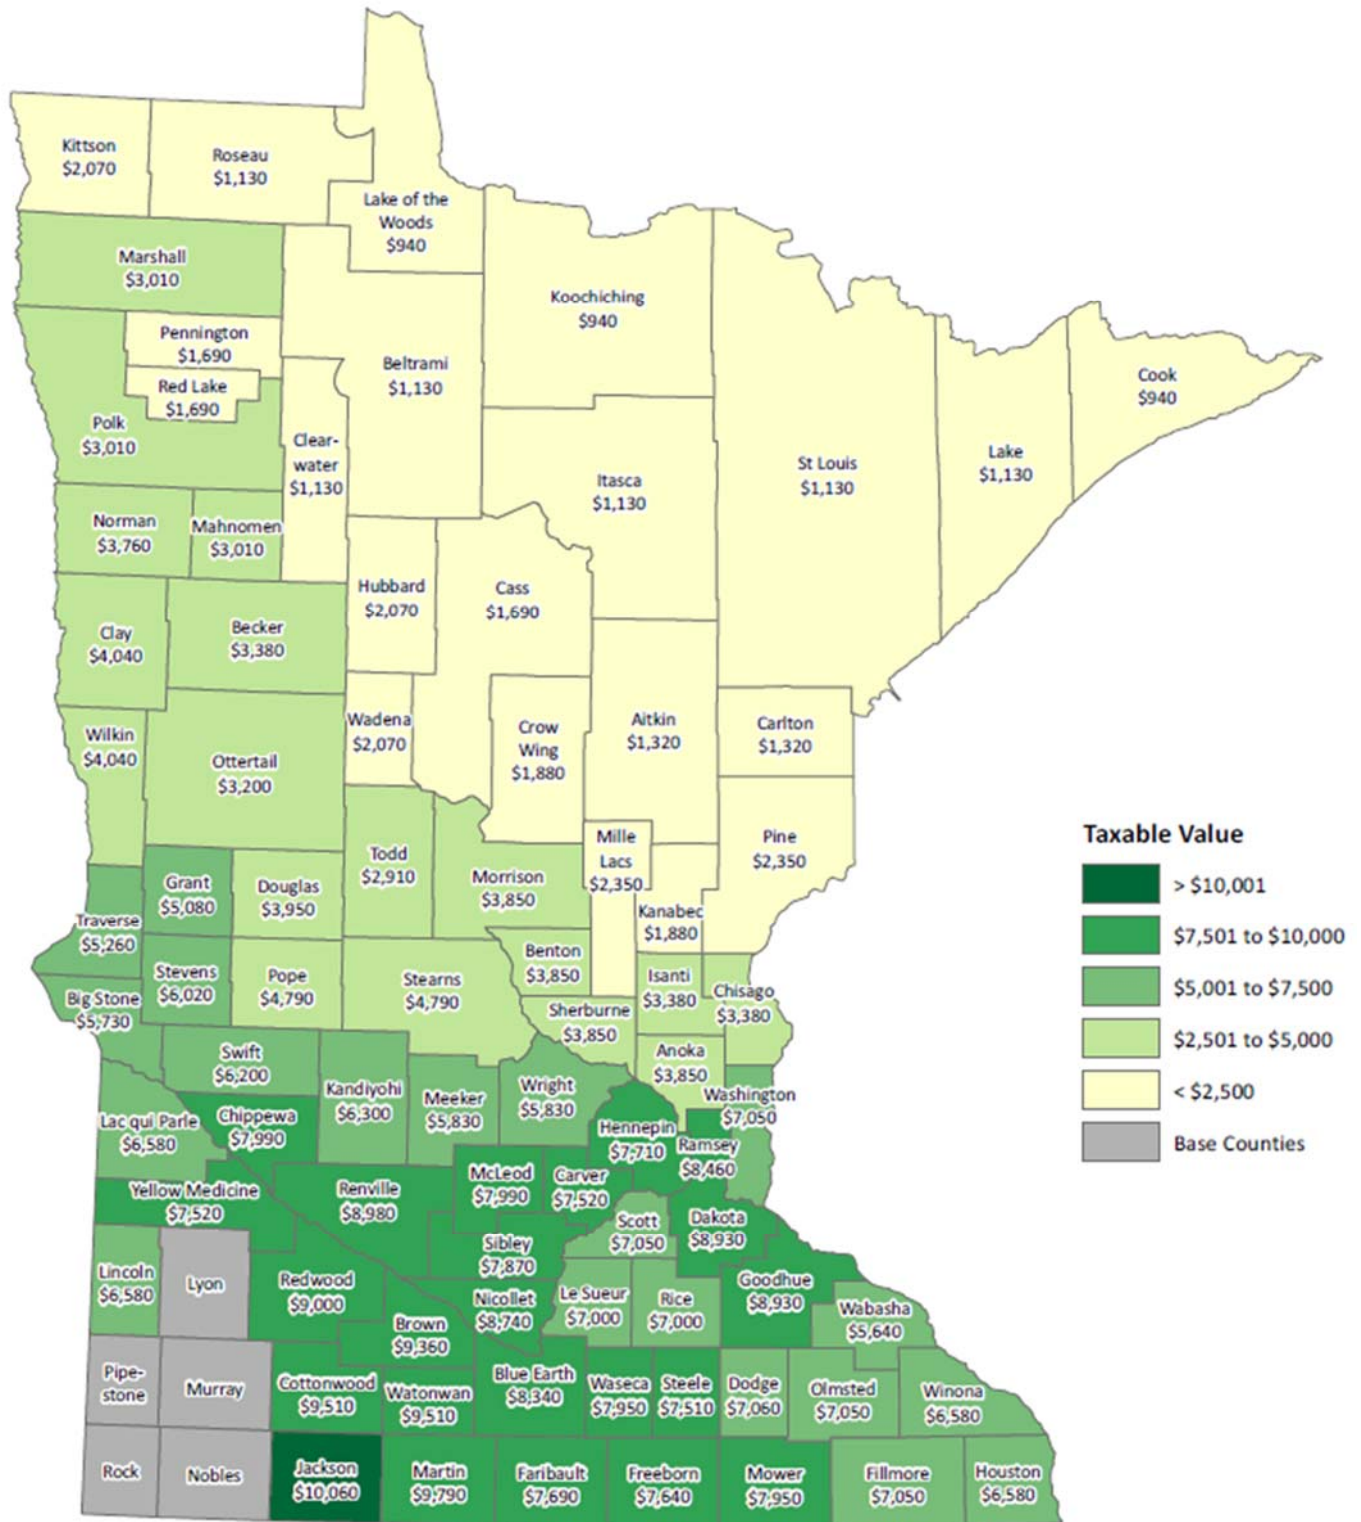 Kittson
$2,070
Roseau
$1,130
Lake of the
Woods
$940
Marshall
$3,010
Koochiching
$940
Pennington
$1,690
Red Lake
$1,690
Beltrami
$1,130
Cook
$940
Polk
$3,010
Clear-
water
$1,130
Itasca
$1,130
St Louis
$1,130
Lake
$1,130
Norman
$3,760
Mahnomen
$3,010
Hubbard
$2,070
Cass
$1,690
Clay
$4,040
Becker
$3,380
Wilkin
$4,040
Ottertail
$3,200
Wadena
$2,070
Crow
Wing
$1,880
Aitkin
$1,320
Carlton
$1,320
Mille
Lacs
$2,350
Pine
$2,350
Grant
$5,080
Douglas
$3,950
Todd
$2,910
Morrison
$3,850
Kanabec
$1,880
Traverse
$5,260
Stevens
$6,020
Pope
$4,790
Stearns
$4,790
Benton
$3,850
Isanti
$3,380
Chisago
$3,380
Big Stone
$5,730
Sherburne
$3,850
Swift
$6,200
Anoka
$3,850
Kandiyohi
$6,300
Meeker
$5,830
Wright
$5,830
Washington
$7,050
Lac qui Parle
$6,580
Chippewa
$7,990
Hennepin
$7,710
Ramsey
$8,460
Yellow Medicine
$7,520
Renville
$8,980
McLeod
$7,990
Carver
$7,520
Scott
$7,050
Dakota
$8,930
Sibley
$7,870
Lincoln
$6,580
Lyon
Redwood
$9,000
Nicollet
$8,740
Le Sueur
$7,000
Rice
$7,000
Goodhue
$8,930
Wabasha
$5,640
Brown
$9,360
Pipe-
stone
Murray
Cottonwood
$9,510
Watonwan
$9,510
Blue Earth
$8,340
Waseca
$7,950
Steele
$7,510
Dodge
$7,060
Olmsted
$7,050
Winona
$6,580
Rock
Nobles
Jackson
$10,060
Martin
$9,790
Faribault
$7,690
Freeborn
$7,640
Mower
$7,950
Fillmore
$7,050
Houston
$6,580
Taxable Value
> $10,001
$7,501 to $10,000
$5,001 to $7,500
$2,501 to $5,000
< $2,500
Base Counties